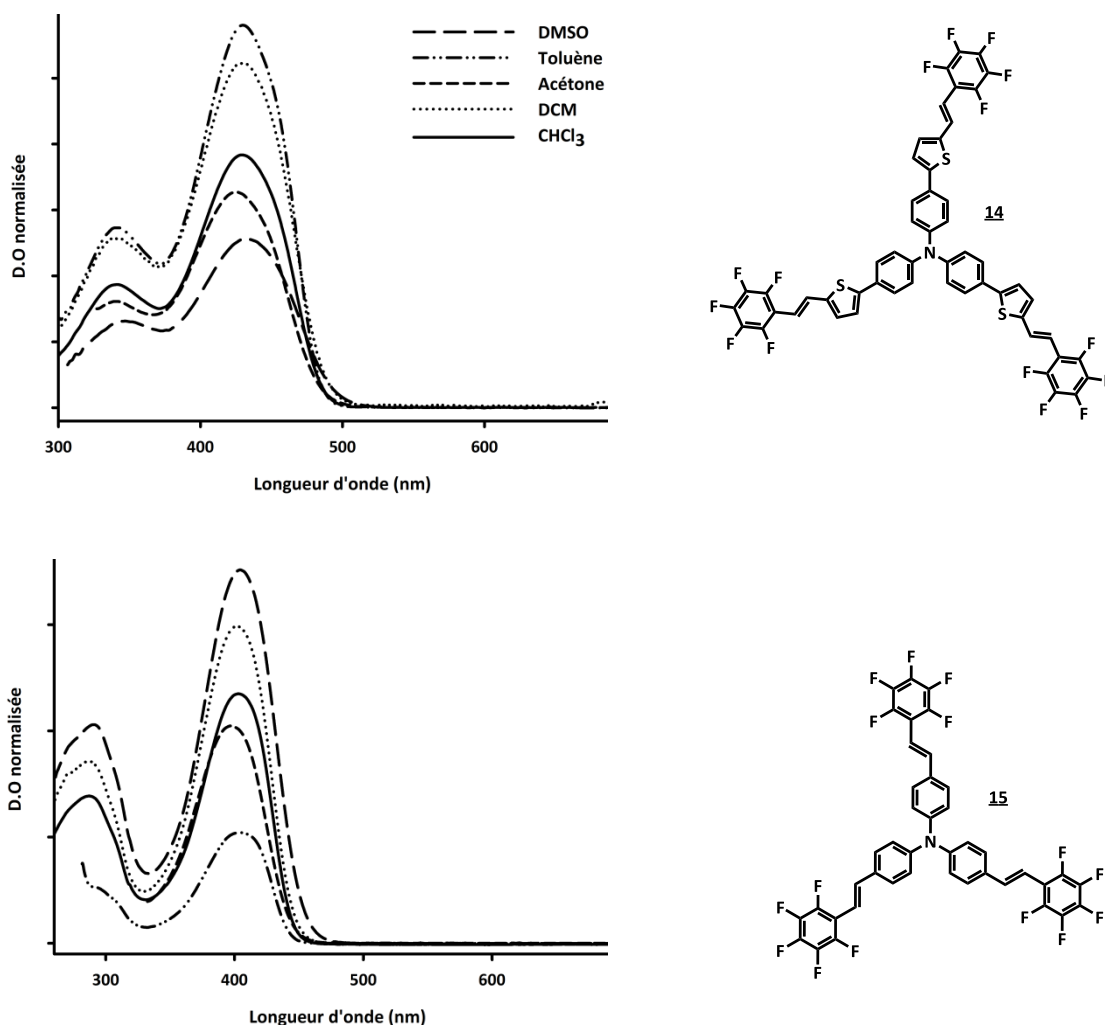 D.O normalisée
DMSO
Toluène
Acétone
DCM
CHCl3
300
400
500
600
Longueur d'onde (nm)
F
F
F
F
F
S
14
N
F
F
F
F
F
S
S
F
F
F
F
F
D.O normalisée
300
400
500
600
Longueur d'onde (nm)
F
F
F
F
F
15
N
F
F
F
F
F
F
F
F
F
F